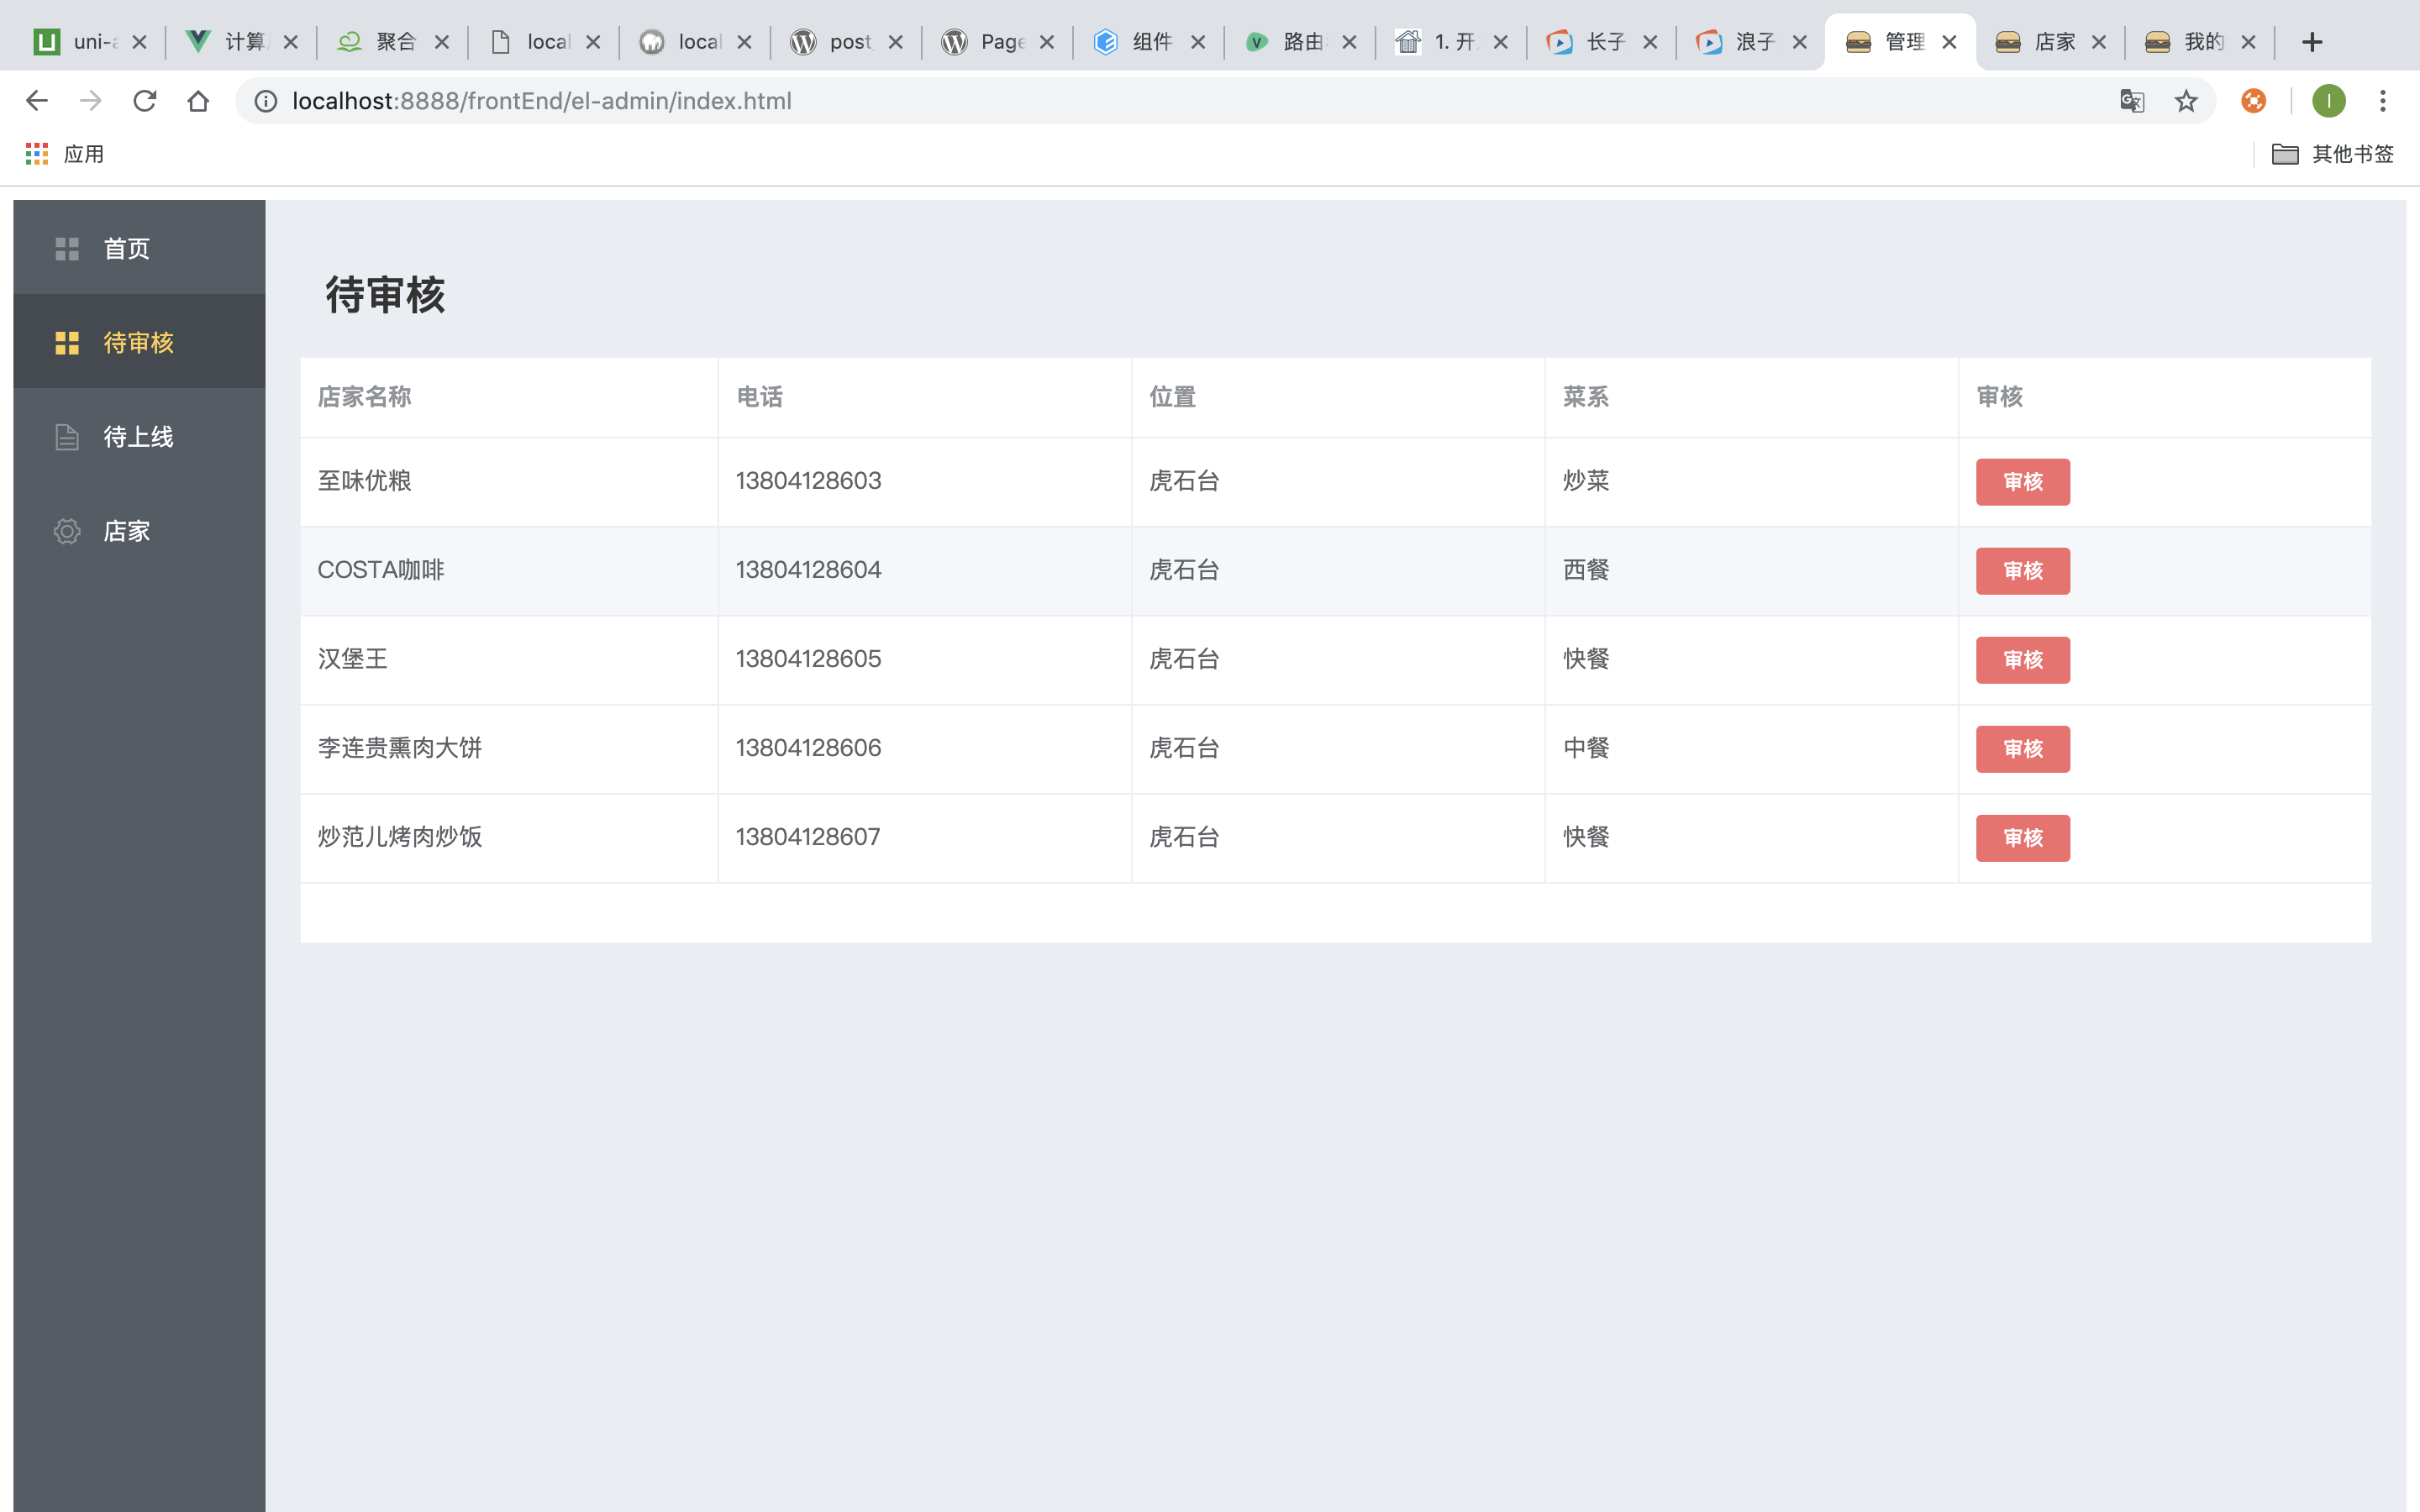 uni-a
计算
聚合
local
local
post_
Page
组件
路由
1. 开
长子
浪子
管理
店家
我的
localhost:8888/frontEnd/el-admin/index.html
应用
其他书签
首页
待审核
待上线
店家
待审核
店家名称 电话 位置 菜系 审核
至味优粮 13804128603 虎石台 炒菜 审核
COSTA咖啡 13804128604 虎石台 西餐 审核
汉堡王 13804128605 虎石台 快餐 审核
李连贵熏肉大饼 13804128606 虎石台 中餐 审核
炒范儿烤肉炒饭 13804128607 虎石台 快餐 审核